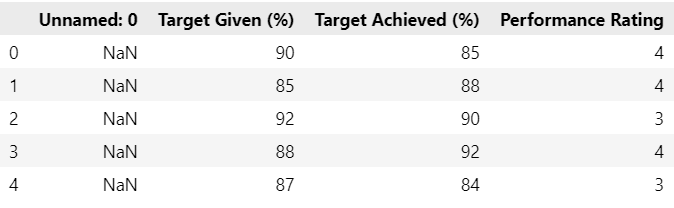 Unnamed: 0 Target Given (%) Target Achieved (%) Performance Rating
0 NaN 90 85 4
1 NaN 85 88 4
2 NaN 92 90 3
3 NaN 88 92 4
4 NaN 87 84 3